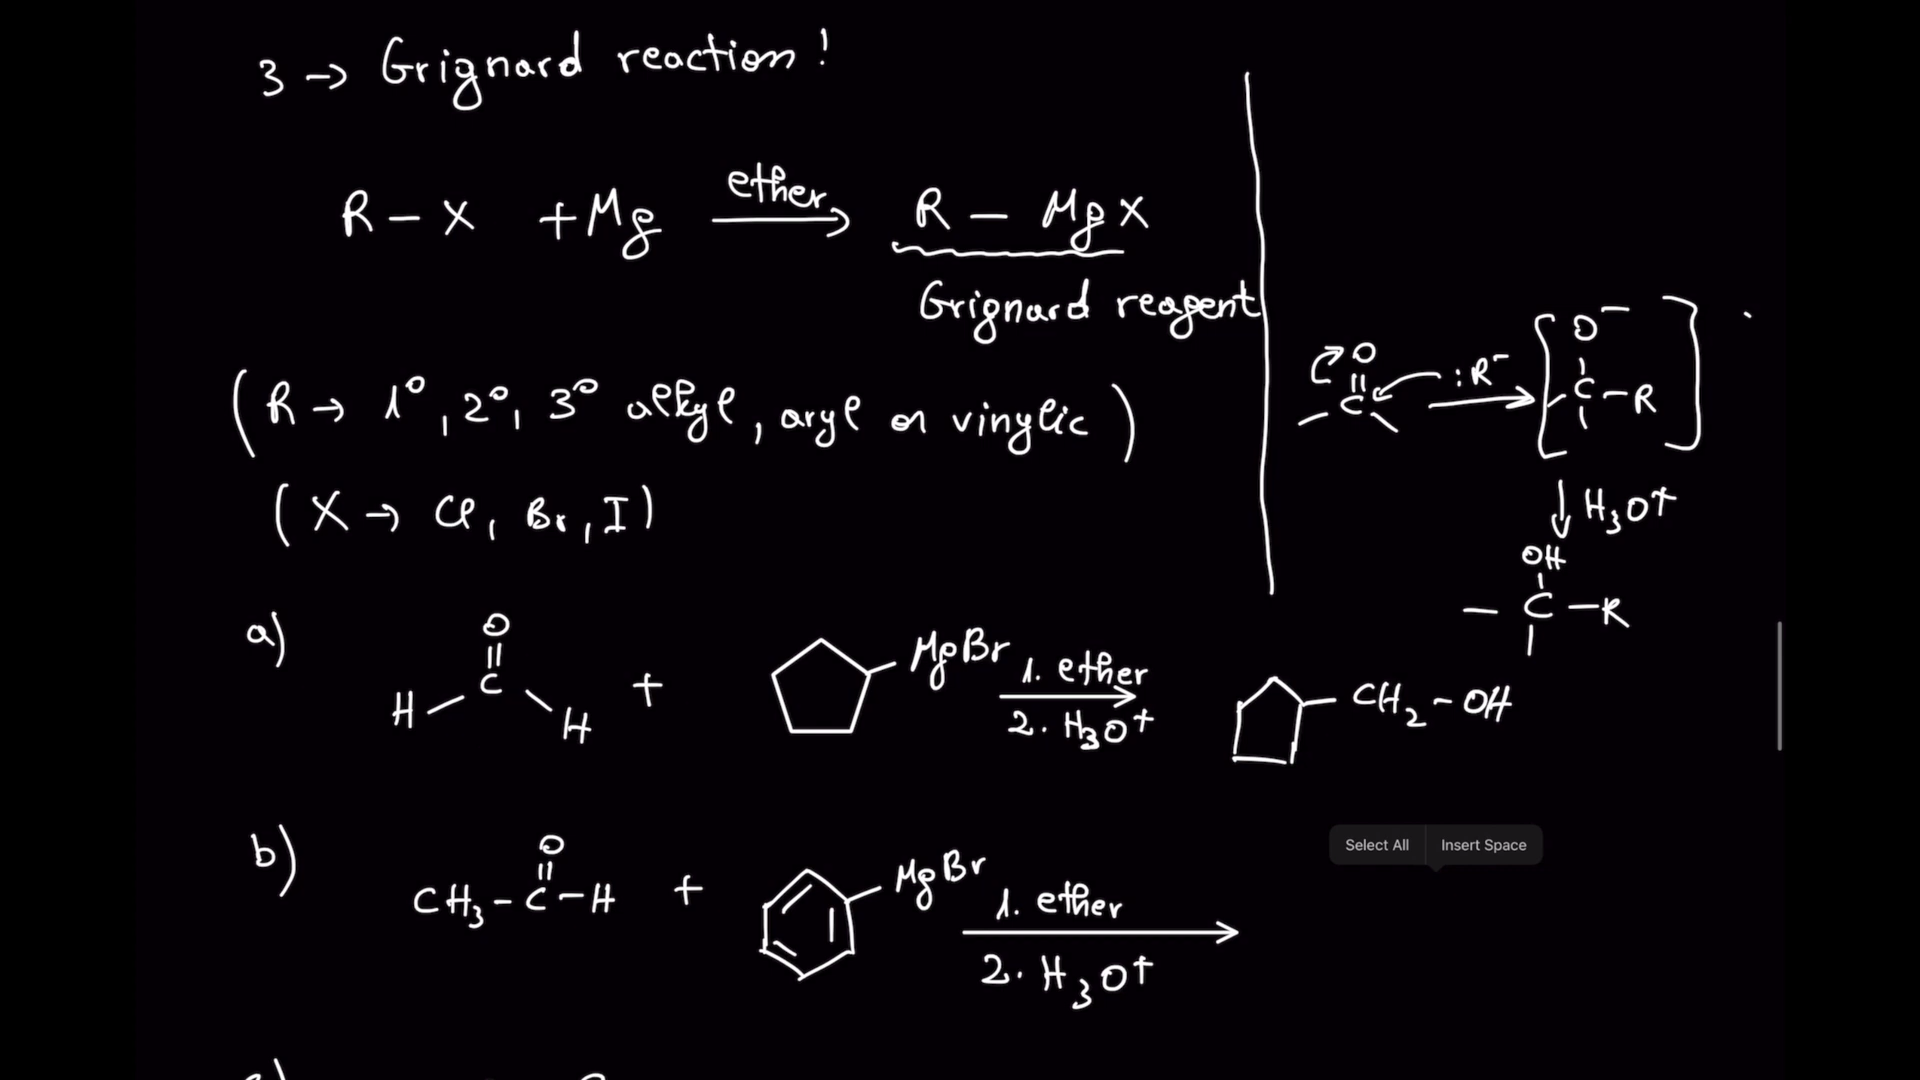 3 → Grignard reaction!
R – X + Mg ether → R – MgX
Grignard reagent
(R → 1°, 2°, 3° alkyl, aryl or vinylic)
(X → Cl, Br, I)
O
C
:R⁻
O⁻
C – R
↓ H₃O⁺
OH
– C – R
a)
O
H C H + MgBr 1. ether
2. H₃O⁺
CH₂ – OH
b)
O
CH₃ – C – H + MgBr 1. ether
2. H₃O⁺
Select All Insert Space